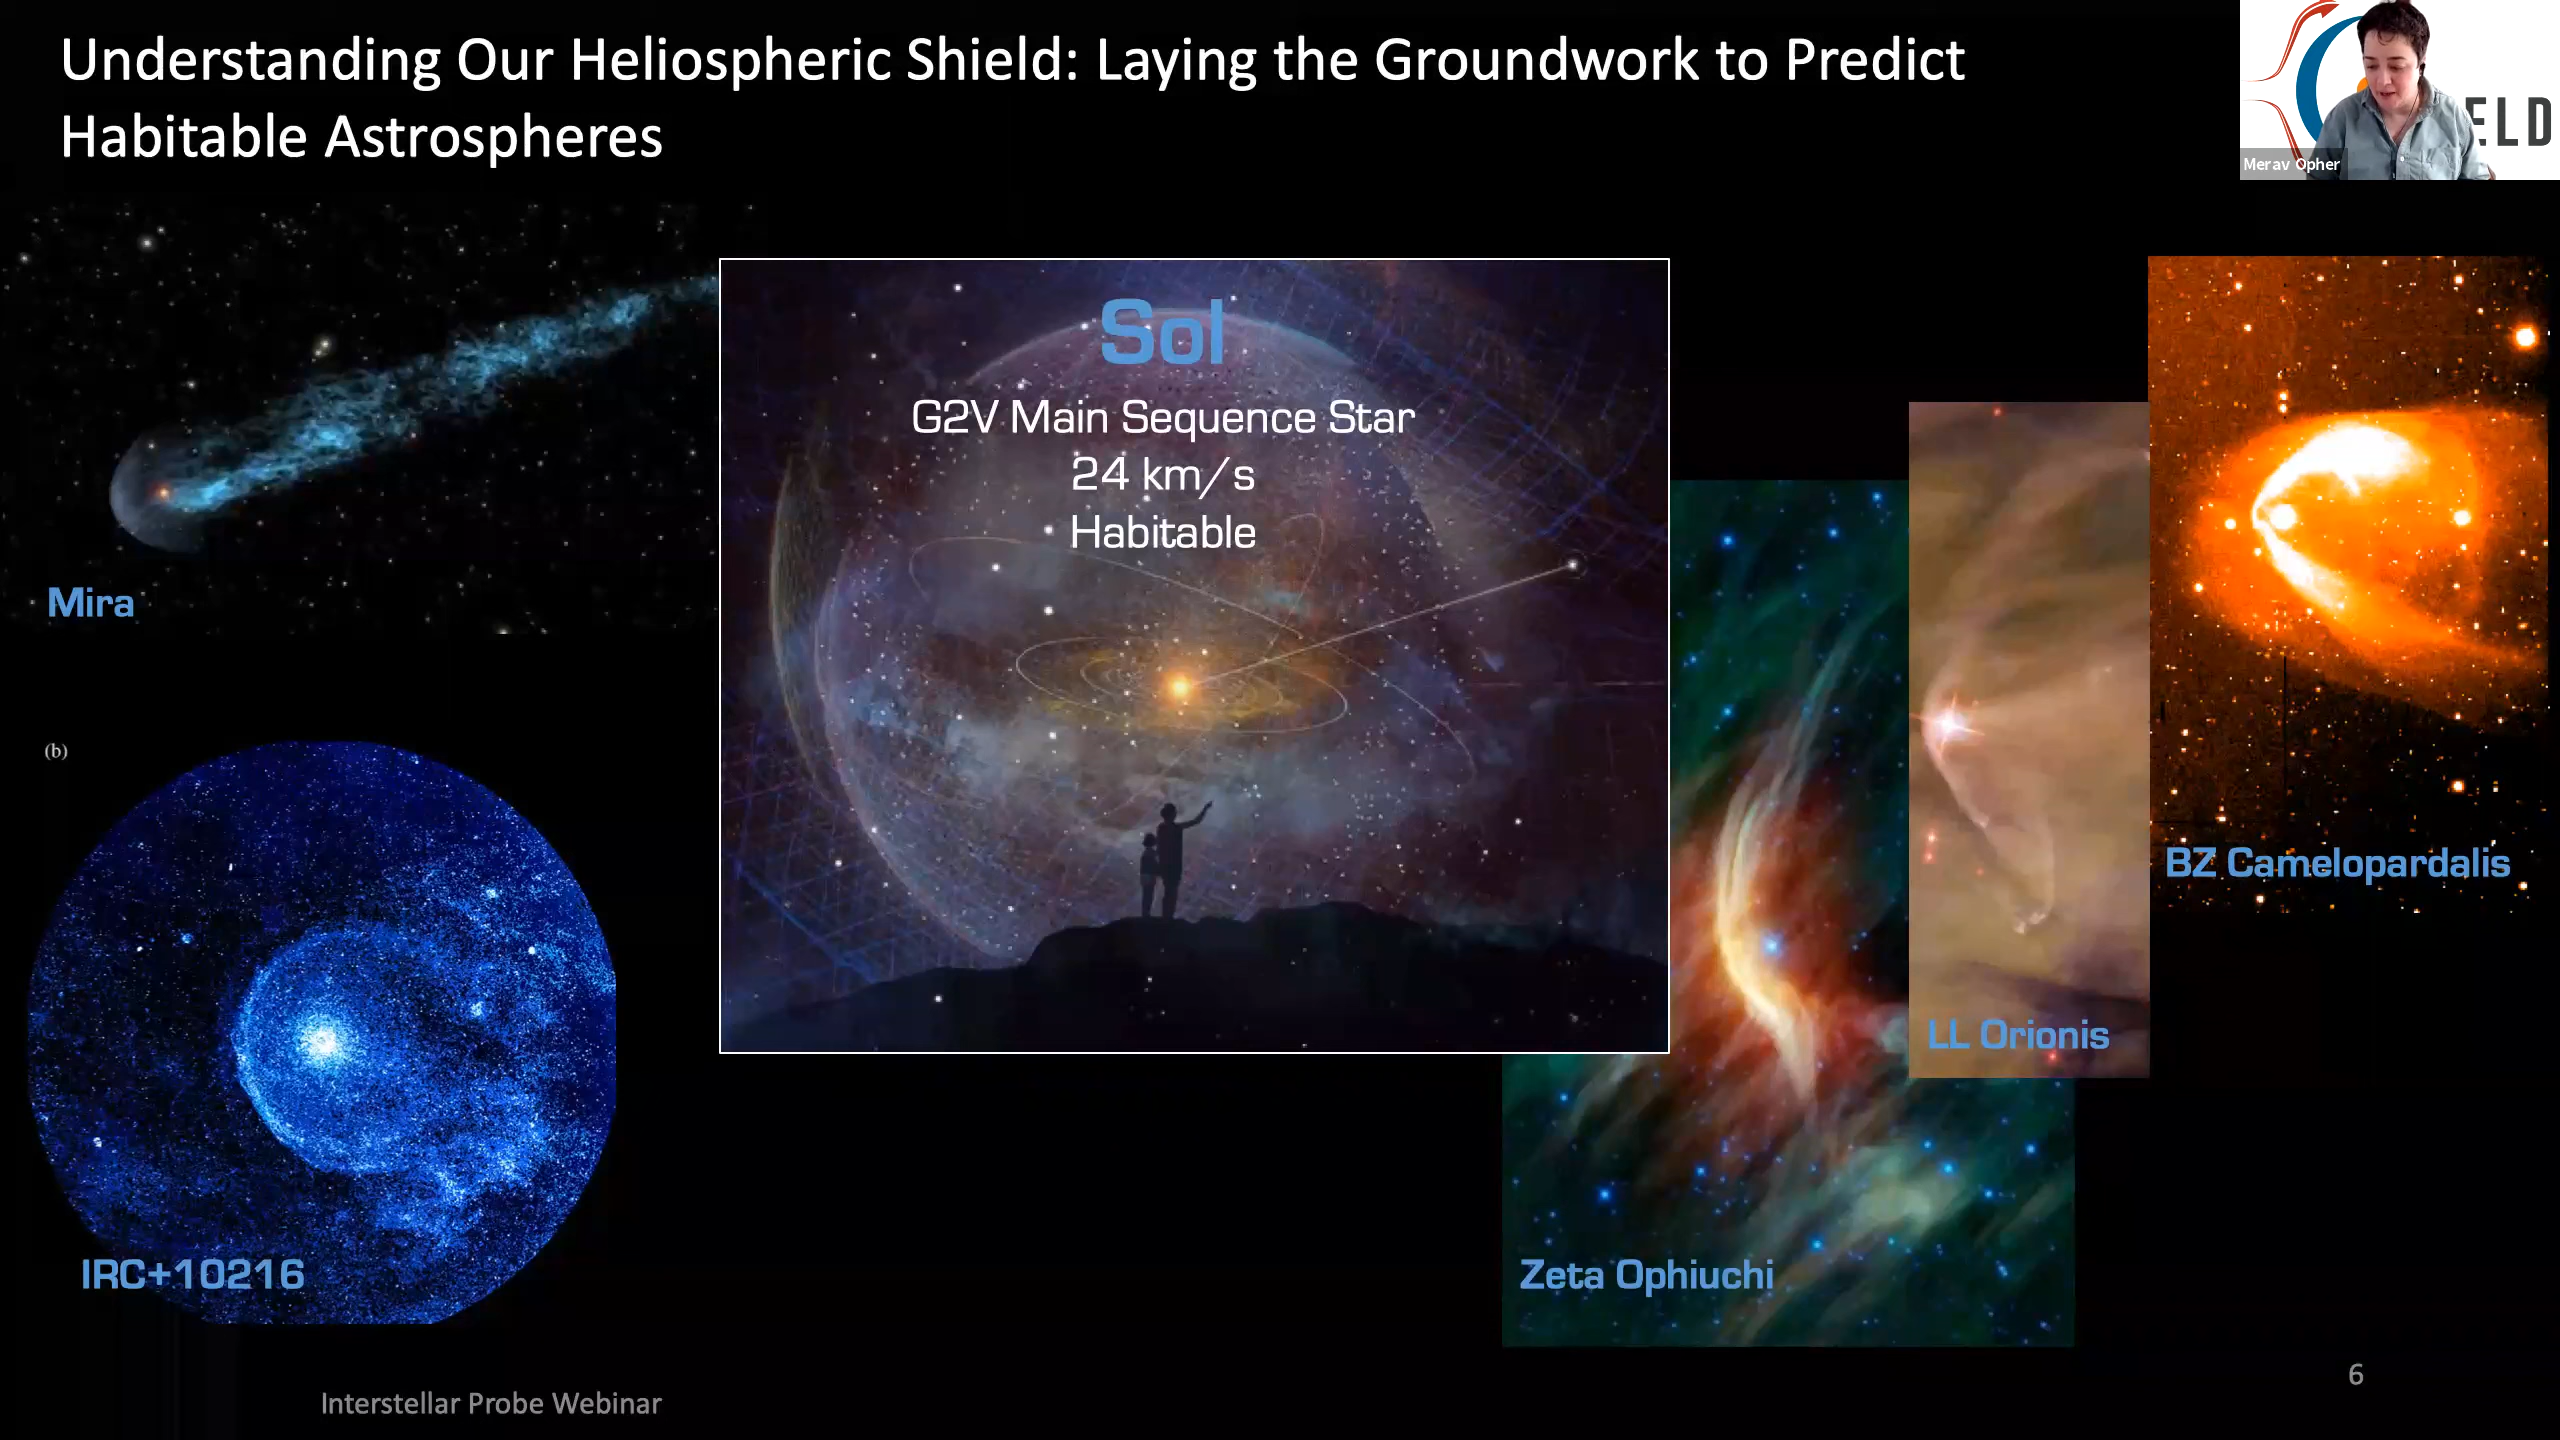 Understanding Our Heliospheric Shield: Laying the Groundwork to Predict
Habitable Astrospheres
ELD
Merav Opher
Sol
G2V Main Sequence Star
24 km/s
Habitable
Mira
(b)
IRC+10216
Zeta Ophiuchi
LL Orionis
BZ Camelopardalis
Interstellar Probe Webinar
6